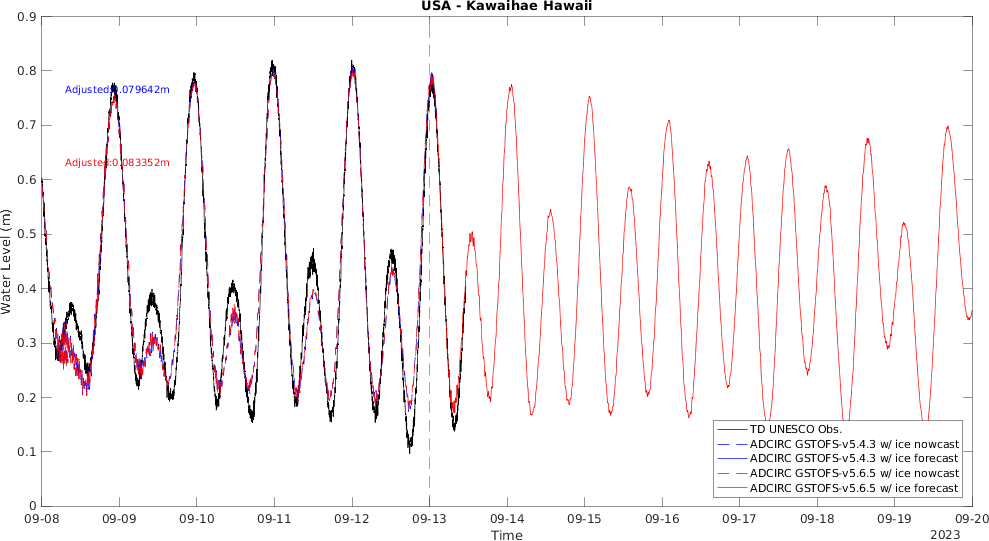 USA - Kawaihae Hawaii
0.9
0.8
0.7
0.6
0.5
0.4
0.3
0.2
0.1
0
Water Level (m)
Adjusted:0.079642m
Adjusted:0.083352m
TD UNESCO Obs.
ADCIRC GSTOFS-v5.4.3 w/ ice nowcast
ADCIRC GSTOFS-v5.4.3 w/ ice forecast
ADCIRC GSTOFS-v5.6.5 w/ ice nowcast
ADCIRC GSTOFS-v5.6.5 w/ ice forecast
09-08 09-09 09-10 09-11 09-12 09-13 09-14 09-15 09-16 09-17 09-18 09-19 09-20
Time
2023